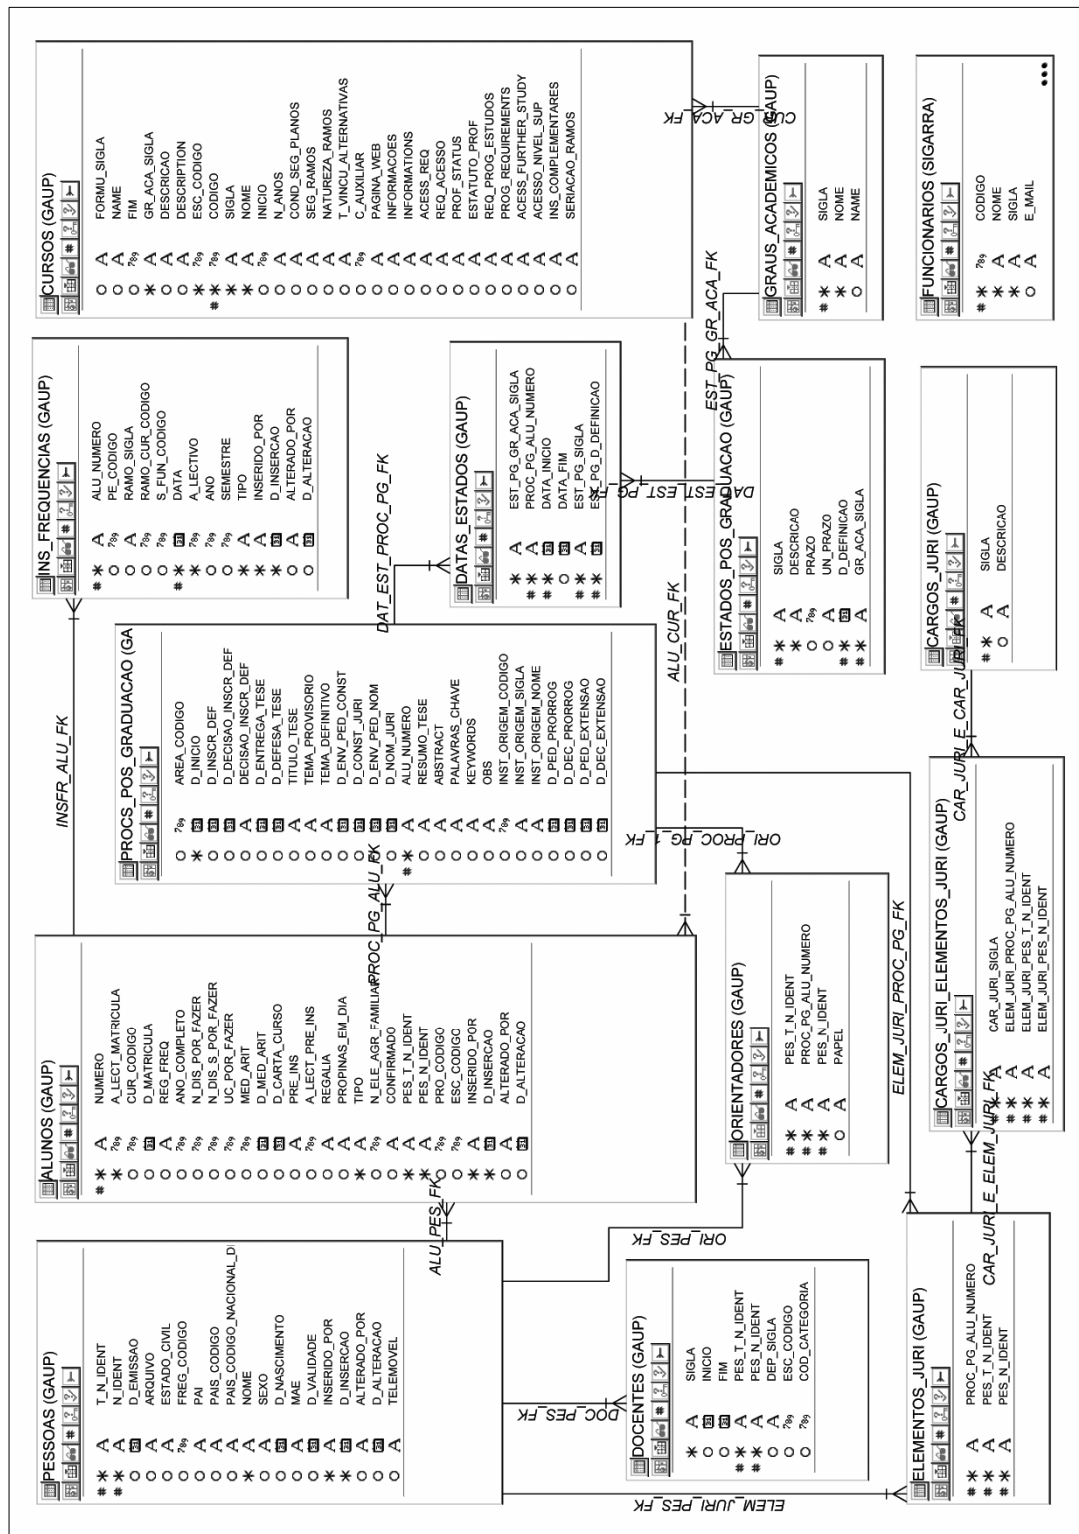 PESSOAS (GAUP)
T_N_IDENT
N_IDENT
D_EMISSAO
ARQUIVO
ESTADO_CIVIL
FREG_CODIGO
PAI
PAIS_CODIGO
PAIS_CODIGO_NACIONAL_DI
NOME
SEXO
D_NASCIMENTO
MAE
D_VALIDADE
INSERIDO_POR
D_INSERCAO
ALTERADO_POR
D_ALTERACAO
TELEMOVEL
ALU_PES_FK
ALUNOS (GAUP)
NUMERO
A_LECT_MATRICULA
CUR_CODIGO
D_MATRICULA
REG_FREQ
ANO_COMPLETO
N_DIS_POR_FAZER
N_DIS_S_POR_FAZER
UC_POR_FAZER
MED_ARIT
D_MED_ARIT
D_CARTA_CURSO
PRE_INS
A_LECT_PRE_INS
REGALIA
PROPINAS_EM_DIA
TIPO
N_ELE_AGR_FAMILIAR
CONFIRMADO
PES_T_N_IDENT
PES_N_IDENT
PRO_CODIGO
ESC_CODIGO
INSERIDO_POR
D_INSERCAO
ALTERADO_POR
D_ALTERACAO
INSFR_ALU_FK
INS_FREQUENCIAS (GAUP)
ALU_NUMERO
PE_CODIGO
RAMO_SIGLA
RAMO_CUR_CODIGO
S_FUN_CODIGO
DATA
A_LECTIVO
ANO
SEMESTRE
TIPO
INSERIDO_POR
D_INSERCAO
ALTERADO_POR
D_ALTERACAO
CURSOS (GAUP)
FORMU_SIGLA
NAME
FIM
GR_ACA_SIGLA
DESCRICAO
DESCRIPTION
ESC_CODIGO
CODIGO
SIGLA
NOME
INICIO
N_ANOS
COND_SEG_PLANOS
SEG_RAMOS
NATUREZA_RAMOS
T_VINCU_ALTERNATIVAS
C_AUXILIAR
PAGINA_WEB
INFORMACOES
INFORMATIONS
ACESS_REQ
REQ_ACESSO
PROF_STATUS
ESTATUTO_PROF
REQ_PROG_ESTUDOS
PROG_REQUIREMENTS
ACESS_FURTHER_STUDY
ACESSO_NIVEL_SUP
INS_COMPLEMENTARES
SERIACAO_RAMOS
PROC_PG_ALU_FK
PROCS_POS_GRADUACAO (GA
AREA_CODIGO
D_INICIO
D_INSCR_DEF
D_DECISAO_INSCR_DEF
DECISAO_INSCR_DEF
D_ENTREGA_TESE
D_DEFESA_TESE
TITULO_TESE
TEMA_PROVISORIO
TEMA_DEFINITIVO
D_ENV_PED_CONST
D_CONST_JURI
D_ENV_PED_NOM
D_NOM_JURI
ALU_NUMERO
RESUMO_TESE
ABSTRACT
PALAVRAS_CHAVE
KEYWORDS
OBS
INST_ORIGEM_CODIGO
INST_ORIGEM_SIGLA
INST_ORIGEM_NOME
D_PED_PRORROG
D_DEC_PRORROG
D_PED_EXTENSAO
D_DEC_EXTENSAO
DAT_EST_PROC_PG_FK
DATAS_ESTADOS (GAUP)
EST_PG_GR_ACA_SIGLA
PROC_PG_ALU_NUMERO
DATA_INICIO
DATA_FIM
EST_PG_SIGLA
EST_PG_D_DEFINICAO
ALU_CUR_FK
DAT_EST_EST_PG_FK
EST_PG_GR_ACA_FK
CUR_GR_ACA_FK
DOC_PES_FK
DOCENTES (GAUP)
SIGLA
INICIO
FIM
PES_T_N_IDENT
PES_N_IDENT
DEP_SIGLA
ESC_CODIGO
COD_CATEGORIA
ORI_PES_FK
ORI_PROC_PG_1_FK
ORIENTADORES (GAUP)
PES_T_N_IDENT
PROC_PG_ALU_NUMERO
PES_N_IDENT
PAPEL
ESTADOS_POS_GRADUACAO (GAUP)
SIGLA
DESCRICAO
PRAZO
UN_PRAZO
D_DEFINICAO
GR_ACA_SIGLA
GRAUS_ACADEMICOS (GAUP)
SIGLA
NOME
NAME
ELEM_JURI_PES_FK
ELEM_JURI_PROC_PG_FK
ELEMENTOS_JURI (GAUP)
PROC_PG_ALU_NUMERO
PES_T_N_IDENT
PES_N_IDENT
CAR_JURI_E_ELEM_JURI_FK
CARGOS_JURI_ELEMENTOS_JURI (GAUP)
CAR_JURI_SIGLA
ELEM_JURI_PROC_PG_ALU_NUMERO
ELEM_JURI_PES_T_N_IDENT
ELEM_JURI_PES_N_IDENT
CAR_JURI_E_CAR_JURI_FK
CARGOS_JURI (GAUP)
SIGLA
DESCRICAO
FUNCIONARIOS (SIGARRA)
CODIGO
NOME
SIGLA
E_MAIL